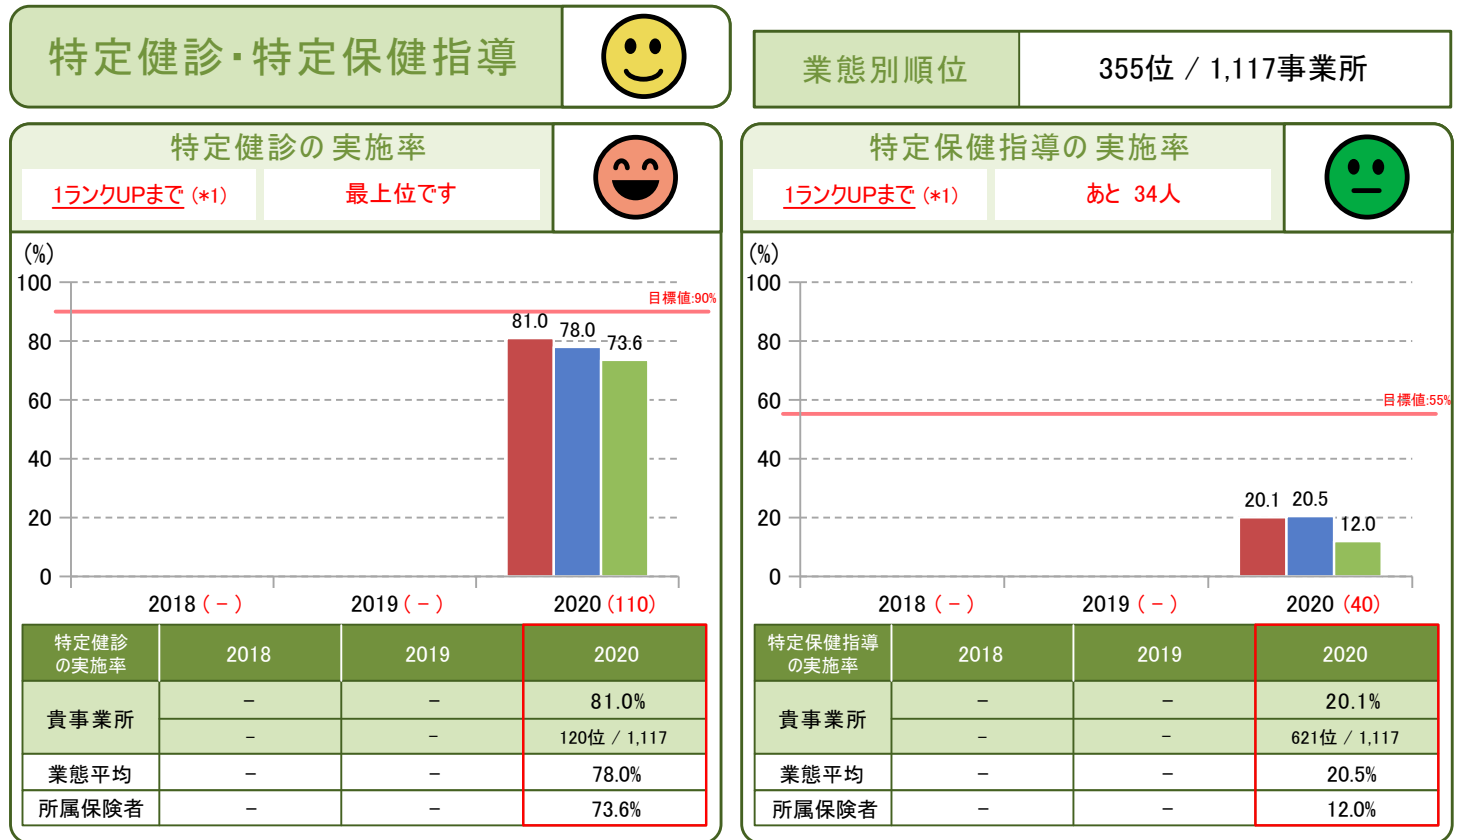 特定健診・特定保健指導
業態別順位
355位 / 1,117事業所
特定健診の実施率
1ランクUPまで (*1)
最上位です
(%)
100
80
60
40
20
0
目標値:90%
81.0
78.0
73.6
2018 ( - )
2019 ( - )
2020 (110)
特定健診
の実施率
2018
2019
2020
貴事業所
- - 81.0%
- - 120位 / 1,117
業態平均 - - 78.0%
所属保険者 - - 73.6%
特定保健指導の実施率
1ランクUPまで (*1)
あと 34人
(%)
100
80
60
40
20
0
目標値:55%
20.1
20.5
12.0
2018 ( - )
2019 ( - )
2020 (40)
特定保健指導
の実施率
2018
2019
2020
貴事業所
- - 20.1%
- - 621位 / 1,117
業態平均 - - 20.5%
所属保険者 - - 12.0%